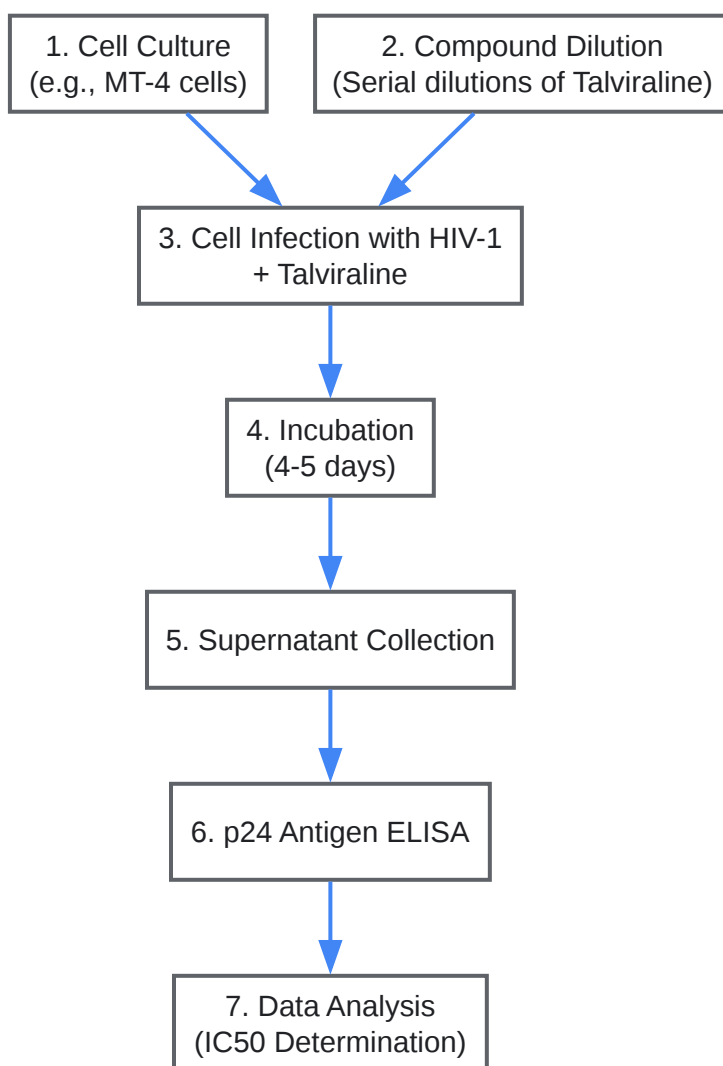 1. Cell Culture
(e.g., MT-4 cells)
2. Compound Dilution
(Serial dilutions of Talviraline)
3. Cell Infection with HIV-1
+ Talviraline
4. Incubation
(4-5 days)
5. Supernatant Collection
6. p24 Antigen ELISA
7. Data Analysis
(IC50 Determination)